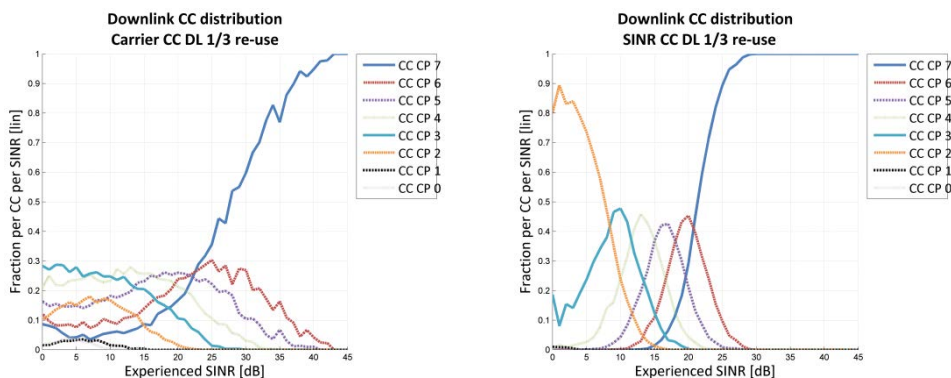 Downlink CC distribution
Carrier CC DL 1/3 re-use
Fraction per CC per SINR [lin]
1
0.9
0.8
0.7
0.6
0.5
0.4
0.3
0.2
0.1
0
0 5 10 15 20 25 30 35 40 45
Experienced SINR [dB]
CC CP 7
CC CP 6
CC CP 5
CC CP 4
CC CP 3
CC CP 2
CC CP 1
CC CP 0
Downlink CC distribution
SINR CC DL 1/3 re-use
Fraction per CC per SINR [lin]
1
0.9
0.8
0.7
0.6
0.5
0.4
0.3
0.2
0.1
0
0 5 10 15 20 25 30 35 40 45
Experienced SINR [dB]
CC CP 7
CC CP 6
CC CP 5
CC CP 4
CC CP 3
CC CP 2
CC CP 1
CC CP 0